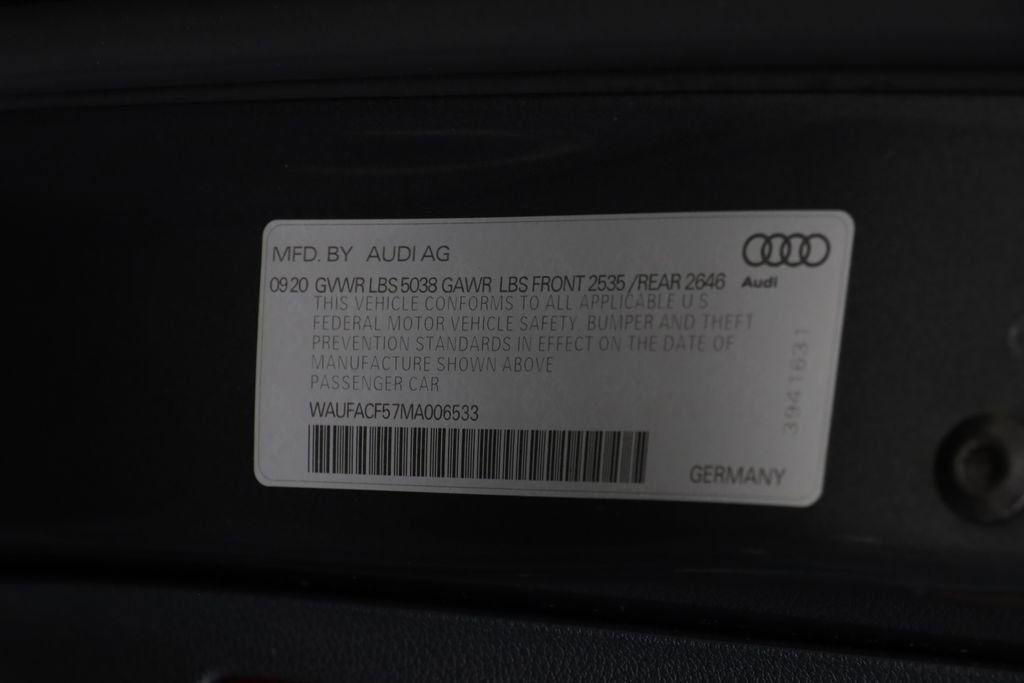 MFD. BY AUDI AG
0920 GVWR LBS 5038 GAWR LBS FRONT 2535 /REAR 2646
Audi
THIS VEHICLE CONFORMS TO ALL APPLICABLE U S
FEDERAL MOTOR VEHICLE SAFETY, BUMPER AND THEFT
PREVENTION STANDARDS IN EFFECT ON THE DATE OF
MANUFACTURE SHOWN ABOVE
PASSENGER CAR
WAUFACF57MA006533
GERMANY
3941631